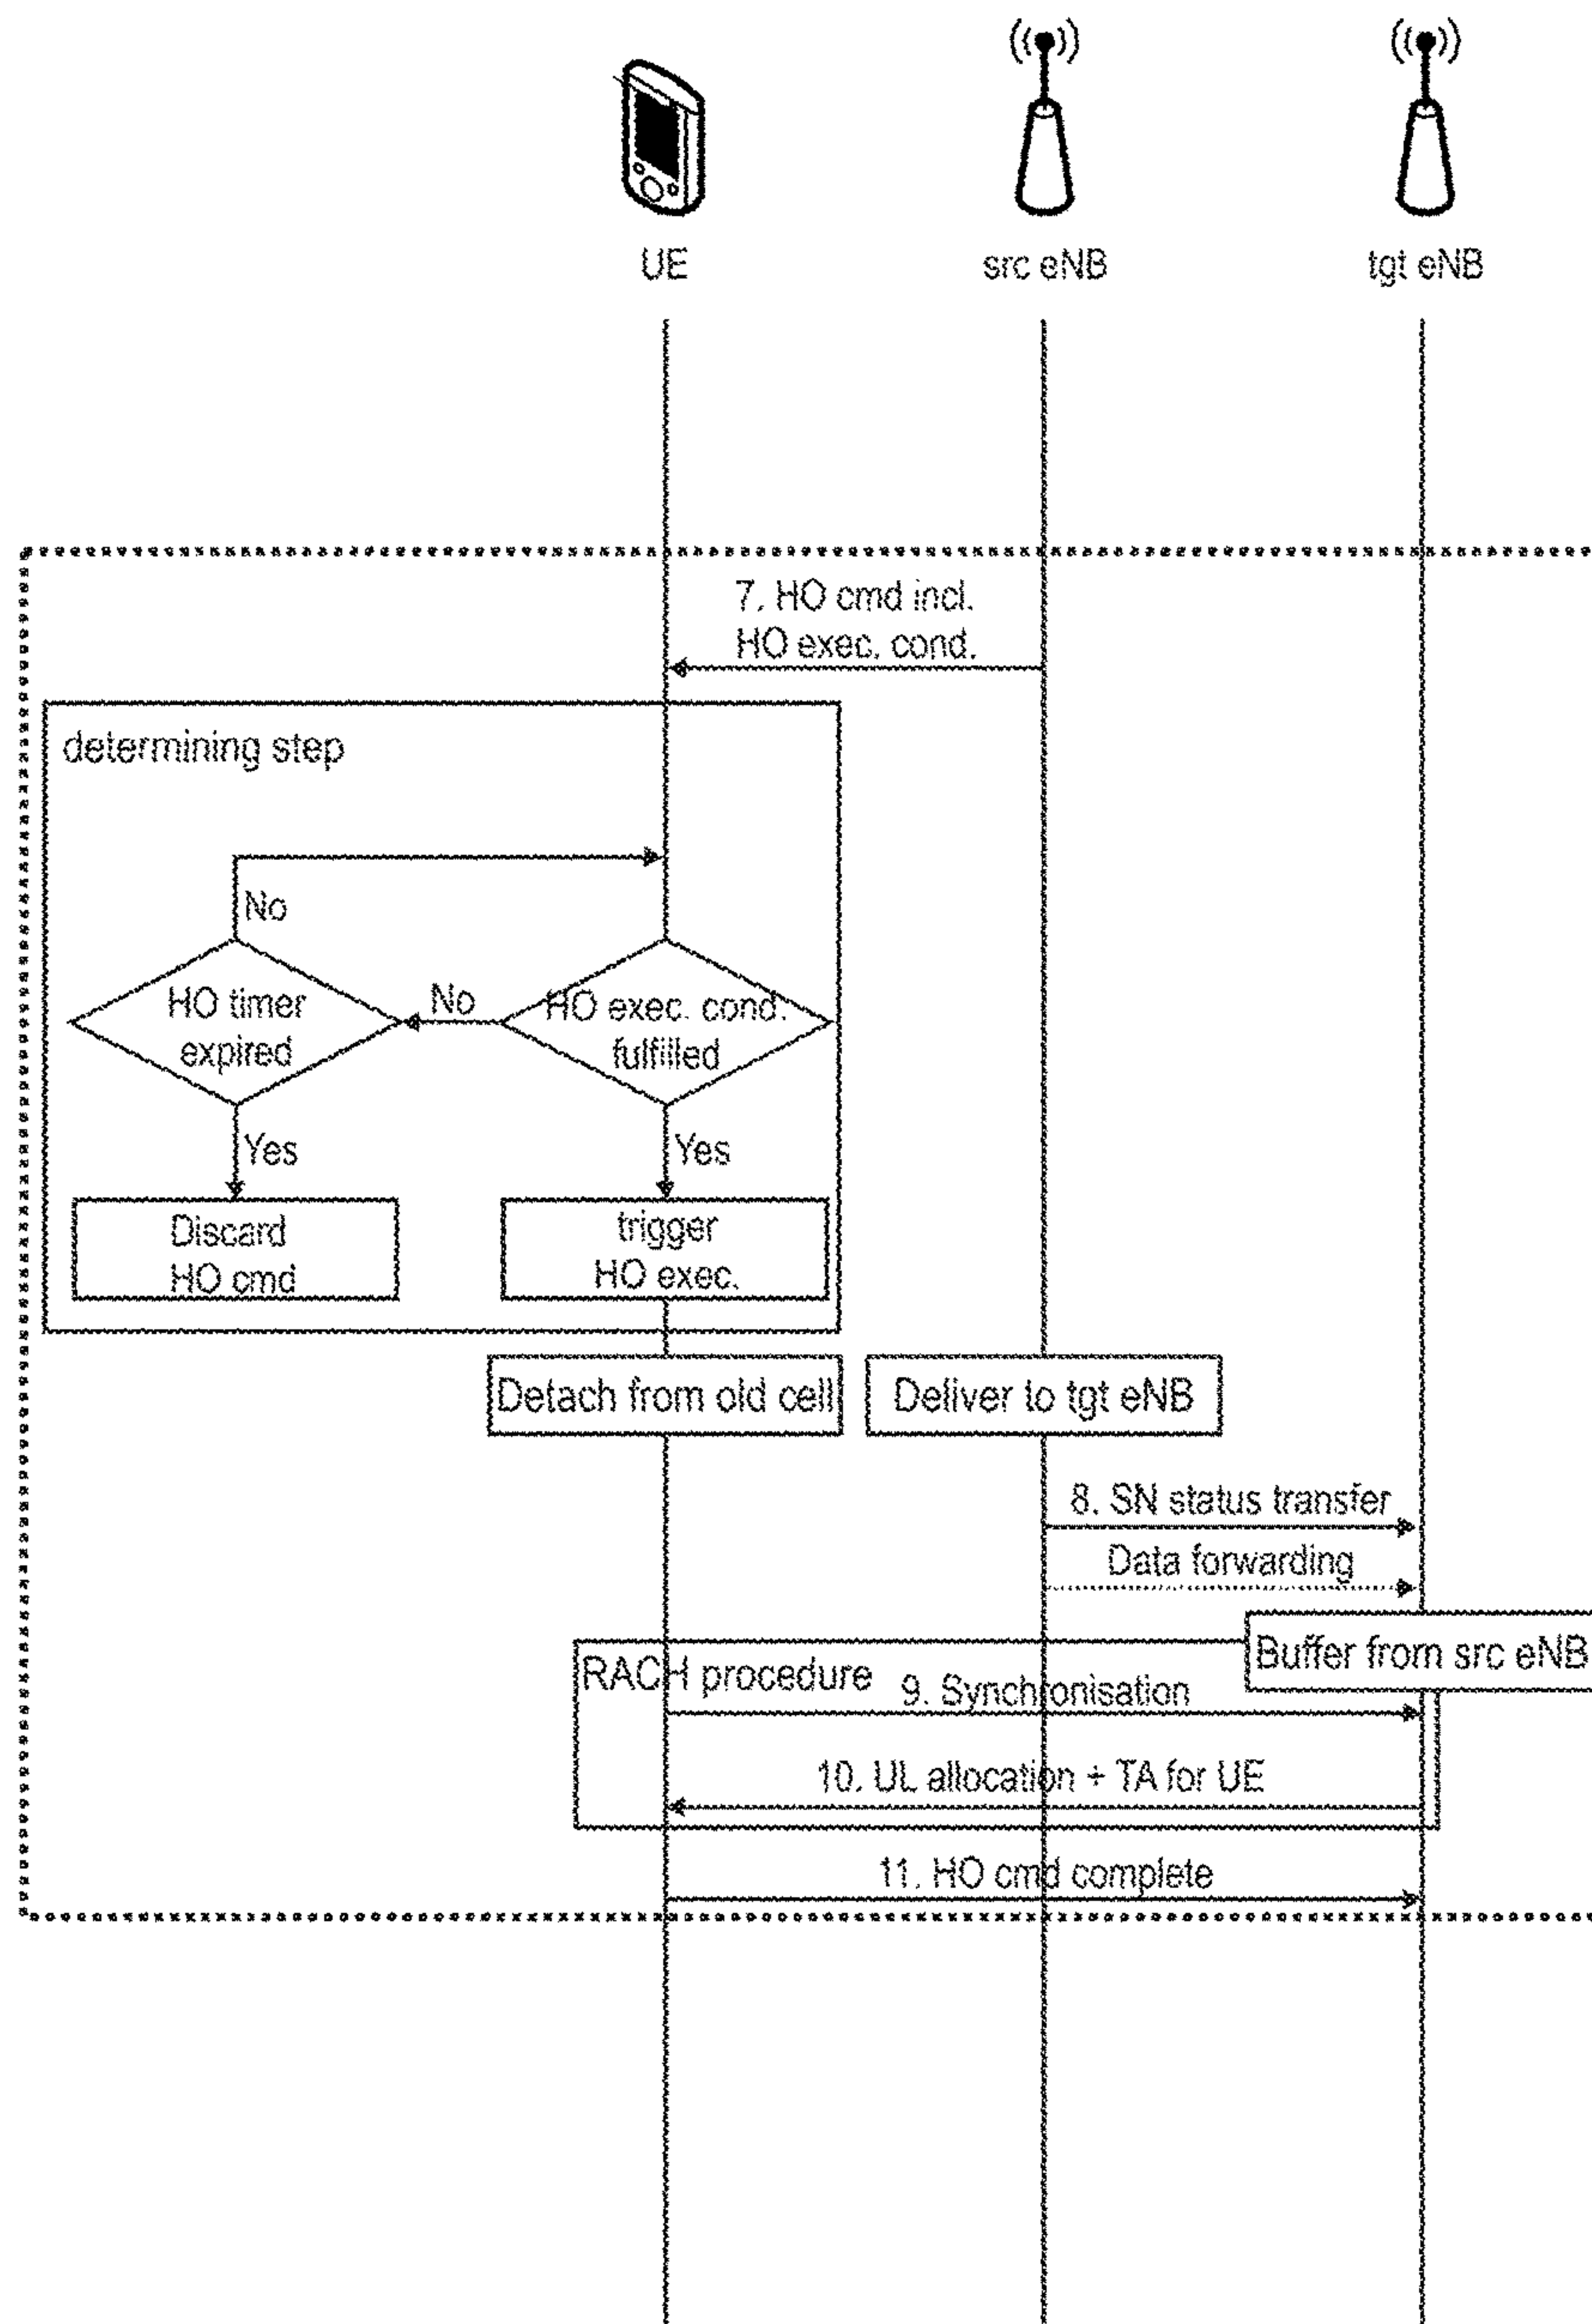 UE
src eNB
tgt eNB
7. HO cmd incl.
HO exec. cond.
determining step
No
HO timer
expired
No
HO exec. cond.
fulfilled
Yes
Yes
Discard
HO cmd
trigger
HO exec.
Detach from old cell
Deliver to tgt eNB
8. SN status transfer
Data forwarding
Buffer from src eNB
RACH procedure
9. Synchronisation
10. UL allocation + TA for UE
11. HO cmd complete